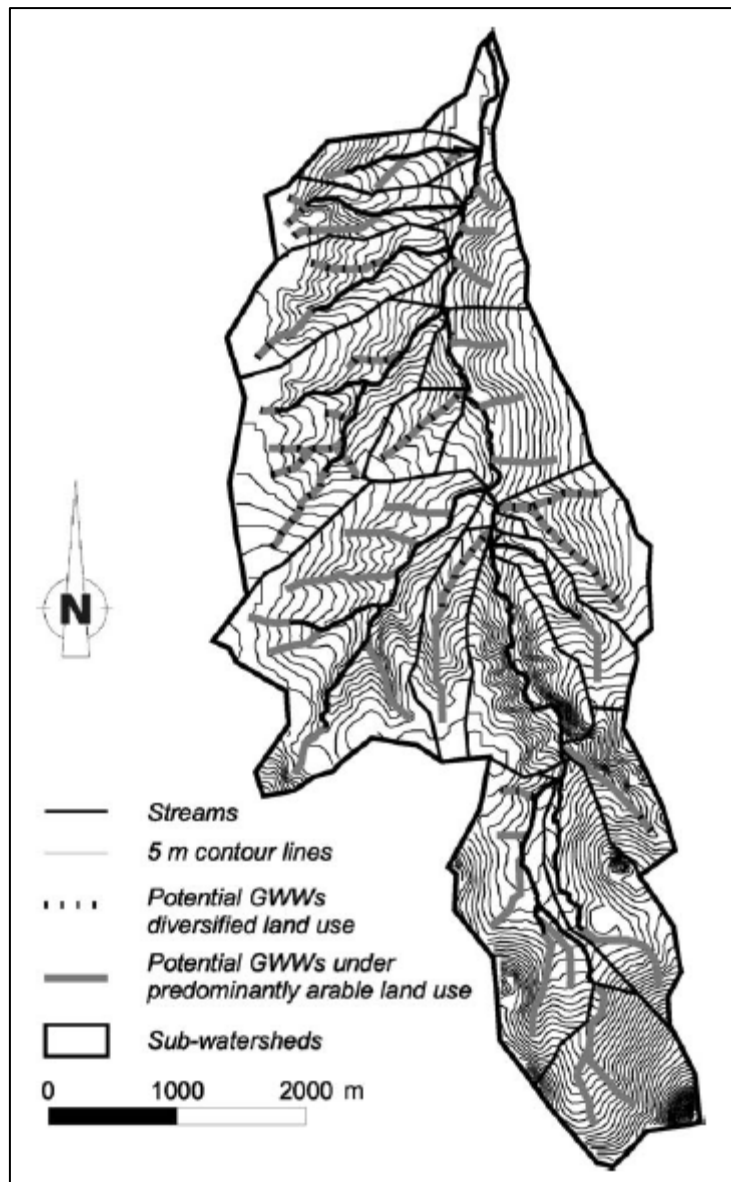 N
Streams
5 m contour lines
Potential GWWs
diversified land use
Potential GWWs under
predominantly arable land use
Sub-watersheds
0 1000 2000 m